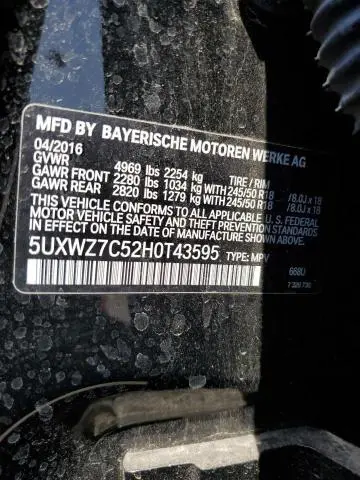 MFD BY BAYERISCHE MOTOREN WERKE AG
04/2016
GVWR 4969 lbs 2254 kg TIRE / RIM
GAWR FRONT 2280 lbs 1034 kg WITH 245/50 R18 /8.0J x 18
GAWR REAR 2820 lbs 1279 kg WITH 245/50 R18 /8.0J x 18
THIS VEHICLE CONFORMS TO ALL APPLICABLE U.S. FEDERAL
MOTOR VEHICLE SAFETY, BUMPER, AND THEFT
PREVENTION STANDARDS
IN EFFECT ON THE DATE OF MANUFACTURE SHOWN ABOVE.
5UXWZ7C52H0T43595 TYPE: MPV
668U